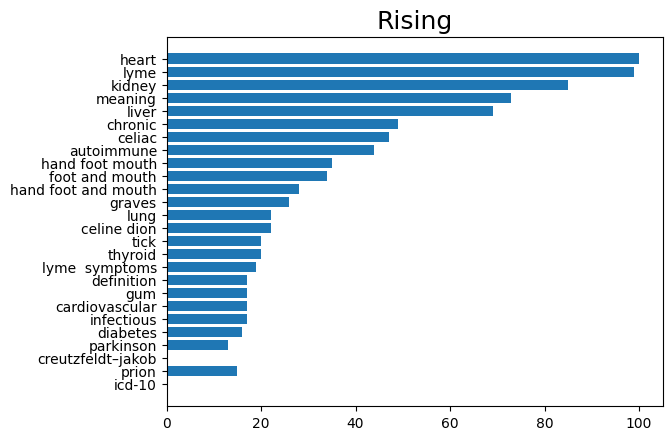 Rising
heart
lyme
kidney
meaning
liver
chronic
celiac
autoimmune
hand foot mouth
foot and mouth
hand foot and mouth
graves
lung
celine dion
tick
thyroid
lyme  symptoms
definition
gum
cardiovascular
infectious
diabetes
parkinson
creutzfeldt–jakob
prion
icd-10
0 20 40 60 80 100